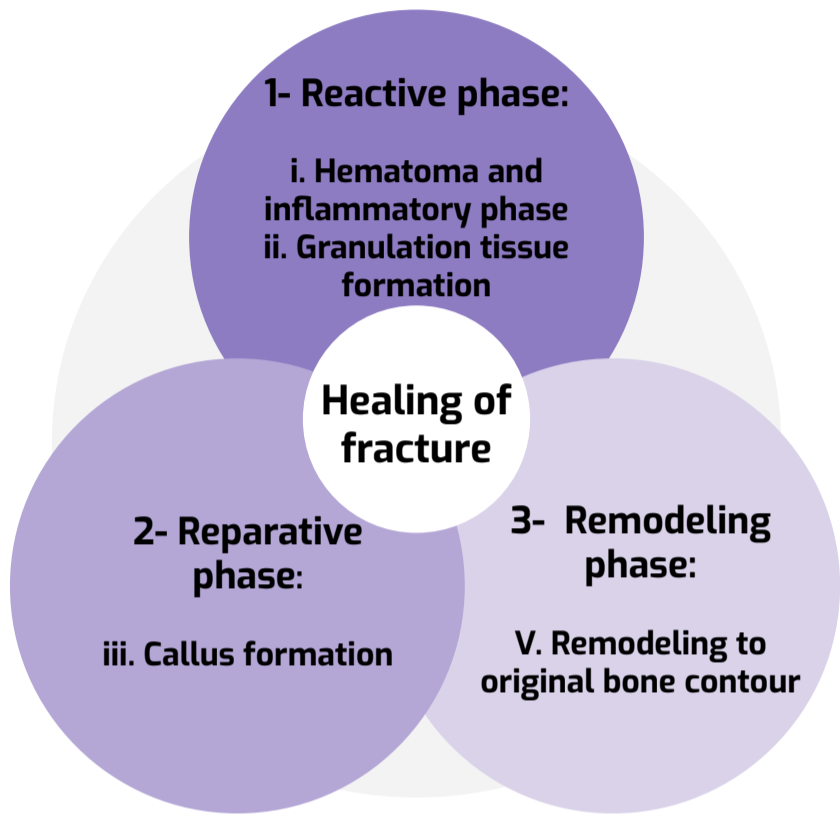 1- Reactive phase:
i. Hematoma and
inflammatory phase
ii. Granulation tissue
formation
Healing of
fracture
2- Reparative
phase:
iii. Callus formation
3- Remodeling
phase:
V. Remodeling to
original bone contour